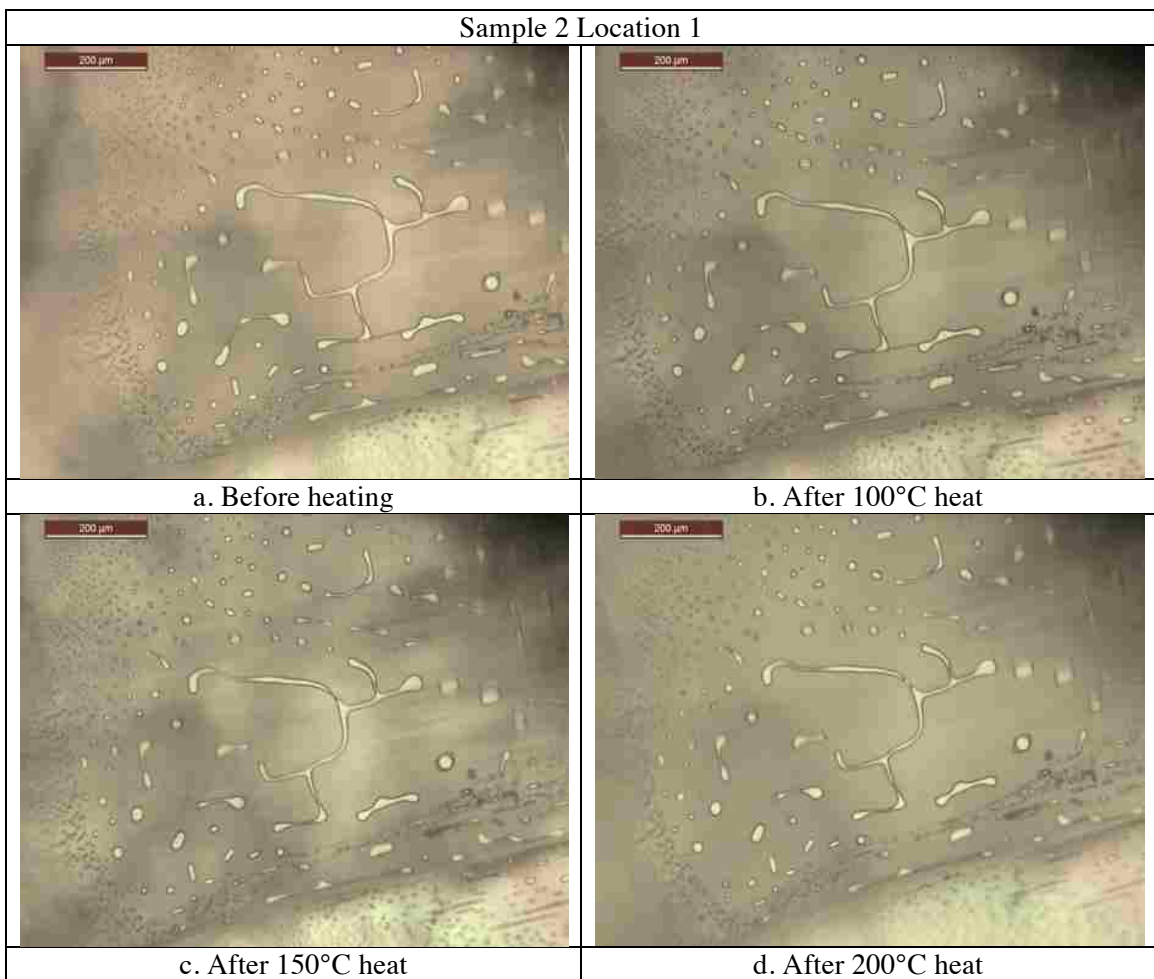 Sample 2 Location 1
200 µm
200 µm
a. Before heating
b. After 100°C heat
200 µm
200 µm
c. After 150°C heat
d. After 200°C heat